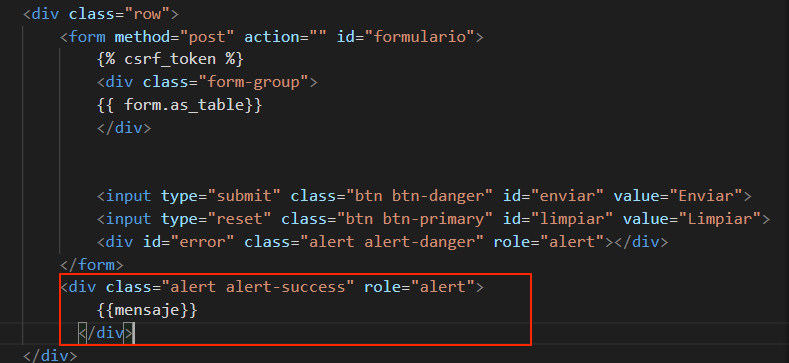 <div class="row">
<form method="post" action="" id="formulario">
{% csrf_token %}
<div class="form-group">
{{ form.as_table}}
</div>
<input type="submit" class="btn btn-danger" id="enviar" value="Enviar">
<input type="reset" class="btn btn-primary" id="limpiar" value="Limpiar">
<div id="error" class="alert alert-danger" role="alert"></div>
</form>
<div class="alert alert-success" role="alert">
{{mensaje}}
</div>
</div>